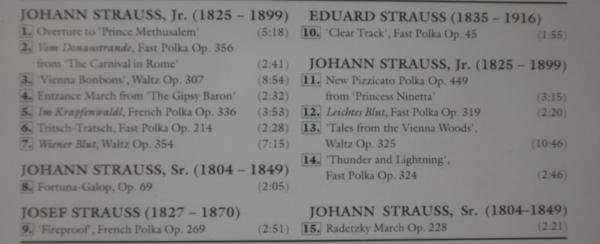 JOHANN STRAUSS, Jr. (1825 - 1899)
1. Overture to 'Prince Methusalem' (5:18)
2. Vom Donaustrande, Fast Polka Op. 356
from 'The Carnival in Rome' (2:41)
3. 'Vienna Bonbons', Waltz Op. 307 (8:54)
4. Entrance March from 'The Gipsy Baron' (2:32)
5. Im Krapfenwaldl, French Polka Op. 336 (3:53)
6. Tritsch-Tratsch, Fast Polka Op. 214 (2:28)
7. Wiener Blut, Waltz Op. 354 (7:15)
JOHANN STRAUSS, Sr. (1804 - 1849)
8. Fortuna-Galop, Op. 69 (2:05)
JOSEF STRAUSS (1827 - 1870)
9. 'Fireproof', French Polka Op. 269 (2:51)
EDUARD STRAUSS (1835 - 1916)
10. 'Clear Track', Fast Polka Op. 45 (1:55)
JOHANN STRAUSS, Jr. (1825 - 1899)
11. New Pizzicato Polka Op. 449
from 'Princess Ninetta' (3:15)
12. Leichtes Blut, Fast Polka Op. 319 (2:20)
13. 'Tales from the Vienna Woods',
Waltz Op. 325 (10:46)
14. 'Thunder and Lightning',
Fast Polka Op. 324 (2:46)
JOHANN STRAUSS, Sr. (1804-1849)
15. Radetzky March Op. 228 (2:21)